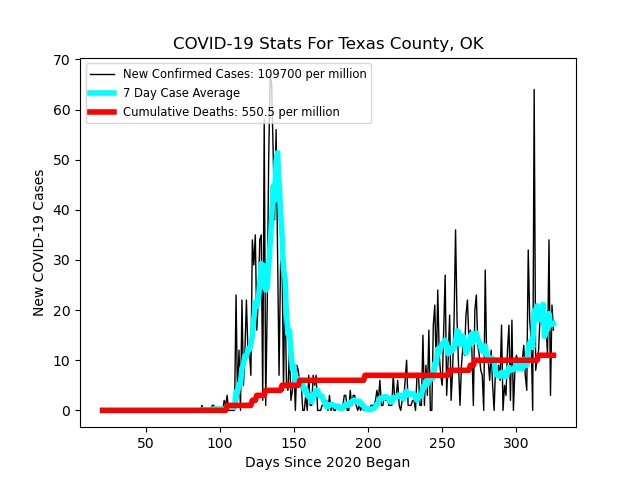 COVID-19 Stats For Texas County, OK
New Confirmed Cases: 109700 per million
7 Day Case Average
Cumulative Deaths: 550.5 per million
New COVID-19 Cases
70
60
50
40
30
20
10
0
50 100 150 200 250 300
Days Since 2020 Began